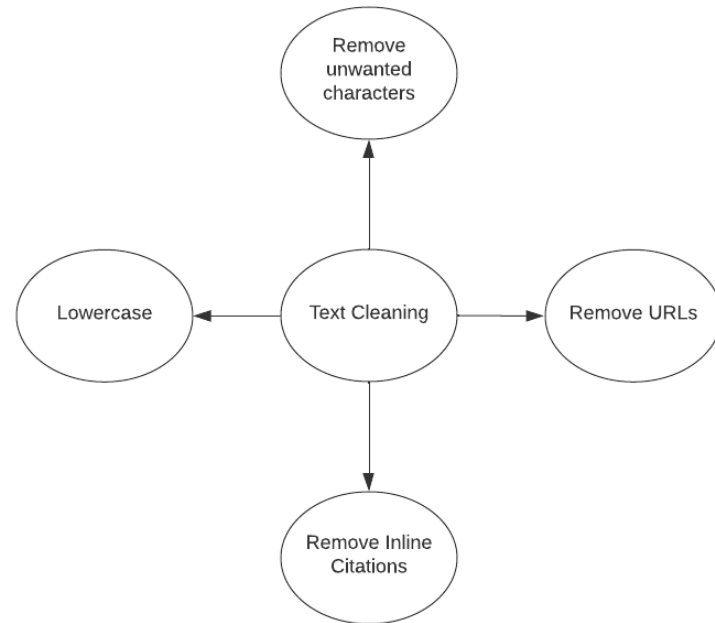 Remove
unwanted
characters
Lowercase
Text Cleaning
Remove URLs
Remove Inline
Citations